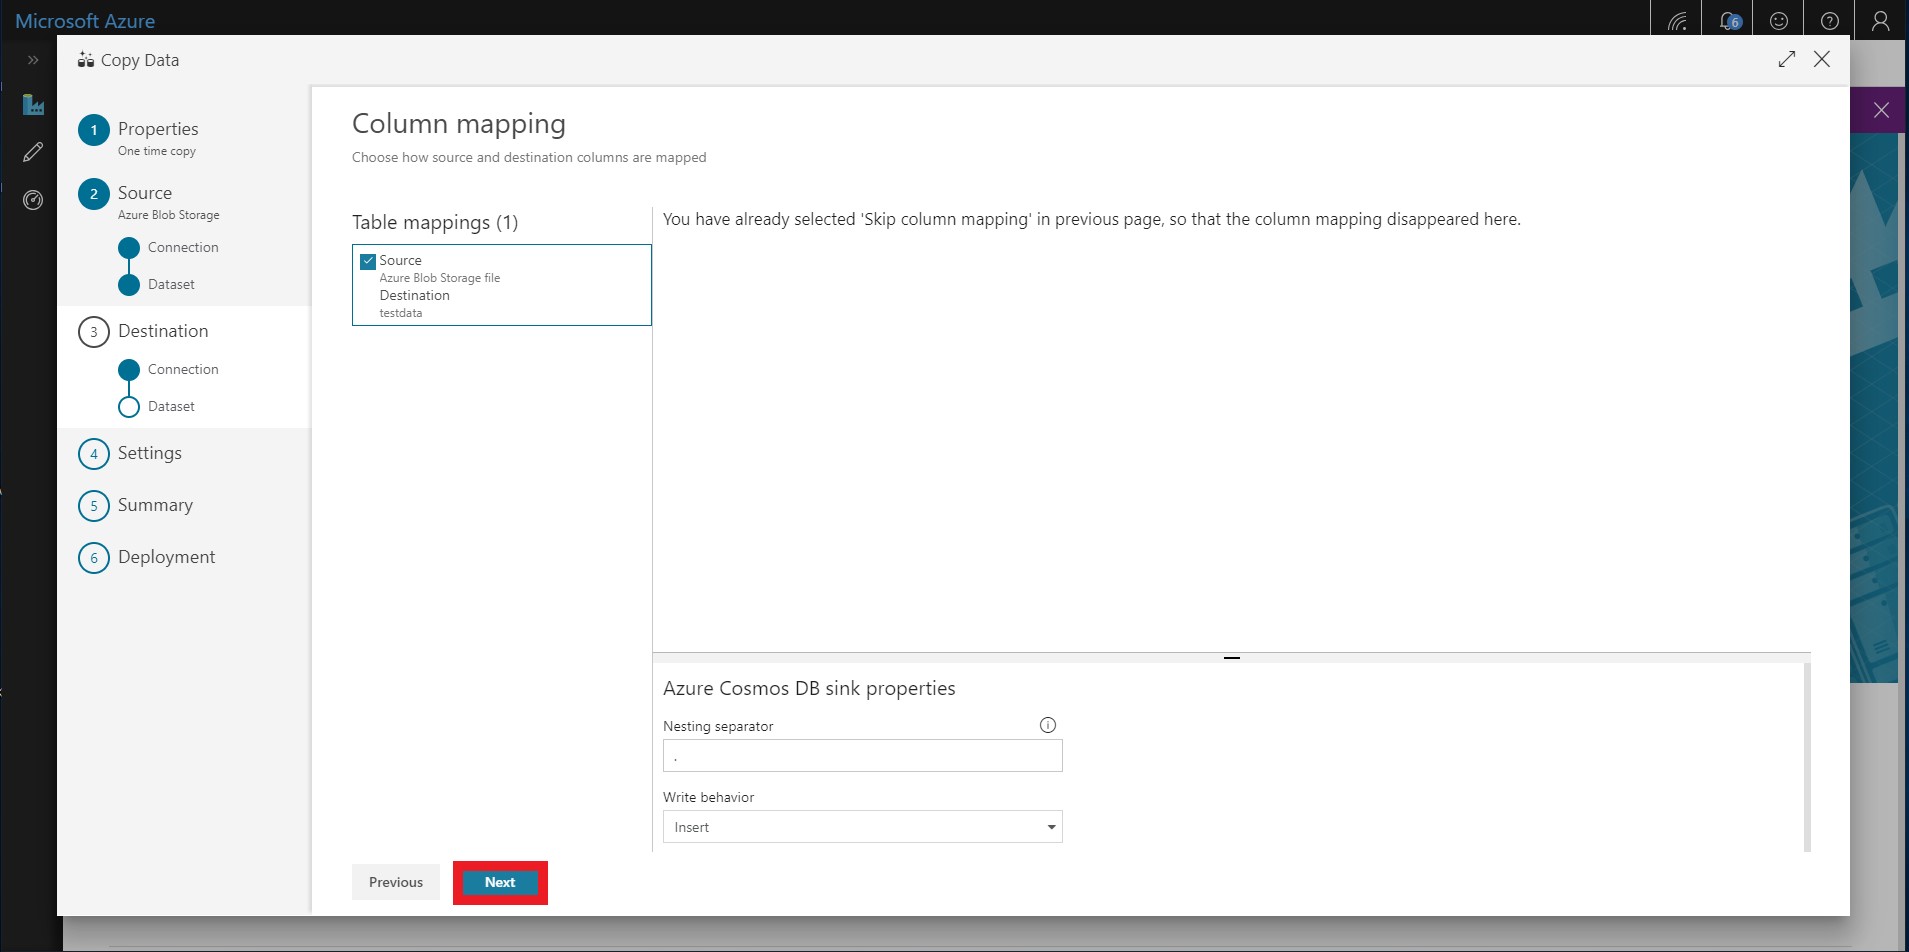 Microsoft Azure
6
Copy Data
1 Properties
One time copy
2 Source
Azure Blob Storage
Connection
Dataset
3 Destination
Connection
Dataset
4 Settings
5 Summary
6 Deployment
Column mapping
Choose how source and destination columns are mapped
Table mappings (1)
Source
Azure Blob Storage file
Destination
testdata
You have already selected 'Skip column mapping' in previous page, so that the column mapping disappeared here.
Azure Cosmos DB sink properties
Nesting separator
.
Write behavior
Insert
Previous
Next